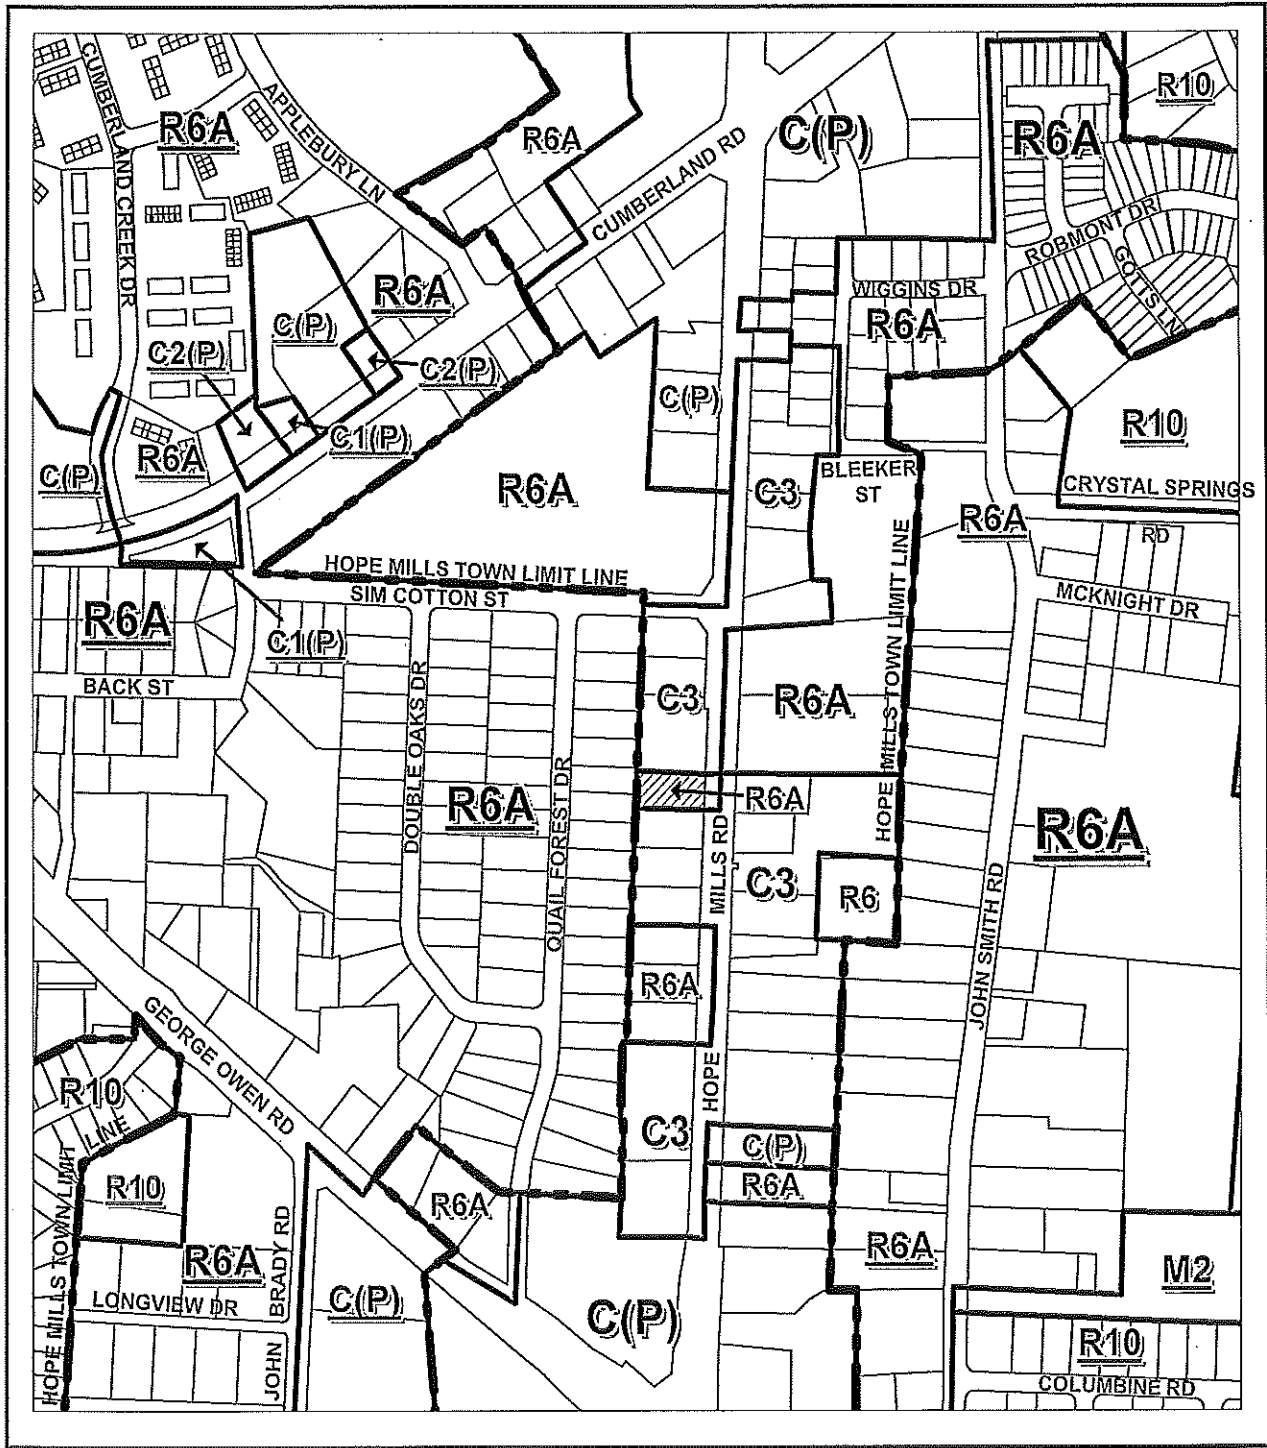 CUMBERLAND CREEK DR
R6A
APPLEBURY LN
R6A
CUMBERLAND RD
C(P)
R6A
R10
ROBMONT DR
WIGGINS DR
R6A
R6A
C(P)
C2(P)
C2(P)
C1(P)
R6A
C(P)
C(P)
R6A
C3
BLEEKER
ST
R10
CRYSTAL SPRINGS
RD
R6A
HOPE MILLS TOWN LIMIT LINE
SIM COTTON ST
MCKNIGHT DR
R6A
C1(P)
BACK ST
DOUBLE OAKS DR
QUAIL FOREST DR
C3
R6A
HOPE MILLS TOWN LIMIT LINE
R6A
R6A
R6A
C3
R6
HOPE MILLS RD
JOHN SMITH RD
R6A
GEORGE OWEN RD
R10
HOPE MILLS TOWN LIMIT LINE
R10
C3
C(P)
R6A
R6A
R6A
R6A
LONGVIEW DR
JOHN BRADY RD
C(P)
C(P)
M2
R10
COLUMBINE RD